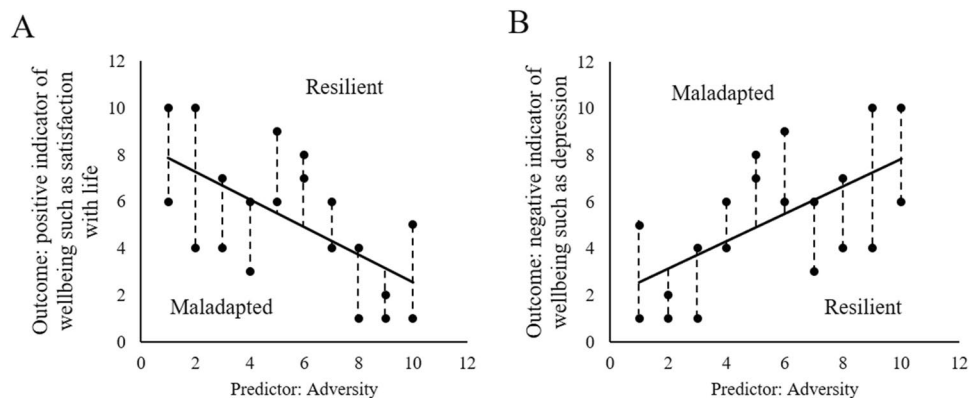 A
Outcome: positive indicator of
wellbeing such as satisfaction
with life
12
10
8
6
4
2
0
Resilient
Maladapted
0 2 4 6 8 10 12
Predictor: Adversity
B
Outcome: negative indicator of
wellbeing such as depression
12
10
8
6
4
2
0
Maladapted
Resilient
0 2 4 6 8 10 12
Predictor: Adversity